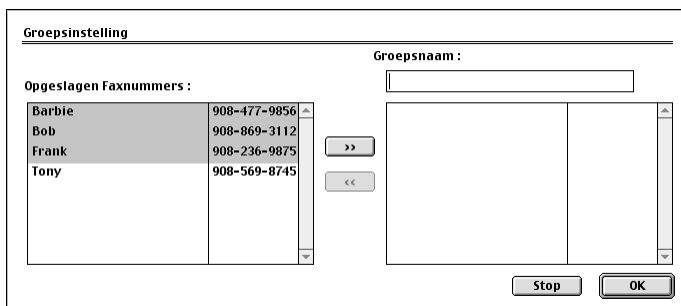 Groepsinstelling
Groepsnaam :
Opgeslagen Faxnummers :
Barbie 908-477-9856
Bob 908-869-3112
Frank 908-236-9875
Tony 908-569-8745
>>
<<
Stop OK